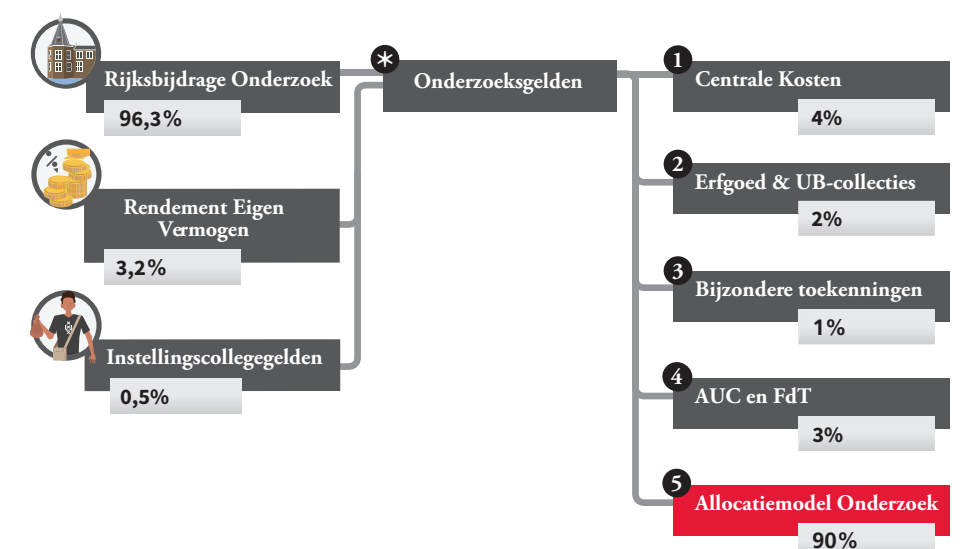 Rijksbijdrage Onderzoek
96,3%
%
Rendement Eigen
Vermogen
3,2%
Instellingscollegegelden
0,5%
*
Onderzoeksgelden
1
Centrale Kosten
4%
2
Erfgoed & UB-collecties
2%
3
Bijzondere toekenningen
1%
4
AUC en FdT
3%
5
Allocatiemodel Onderzoek
90%